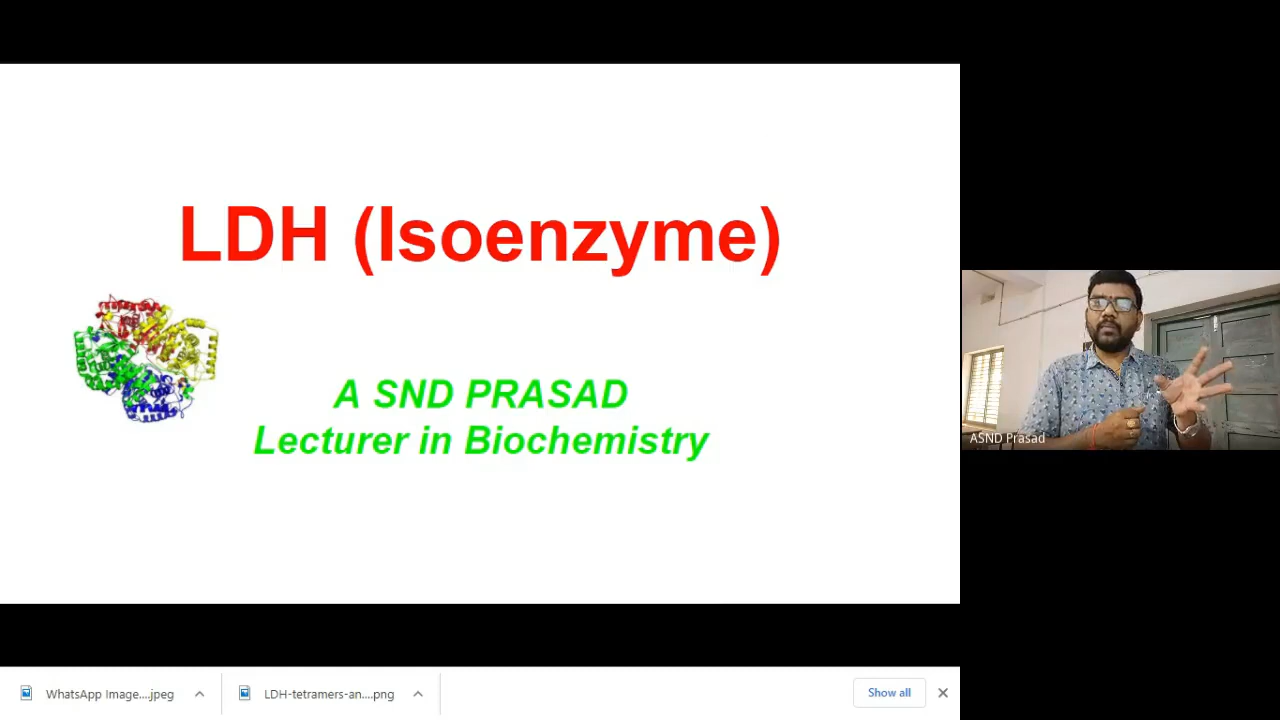 LDH (Isoenzyme)
A SND PRASAD
Lecturer in Biochemistry
ASND Prasad
WhatsApp Image....jpeg
LDH-tetramers-an....png
Show all